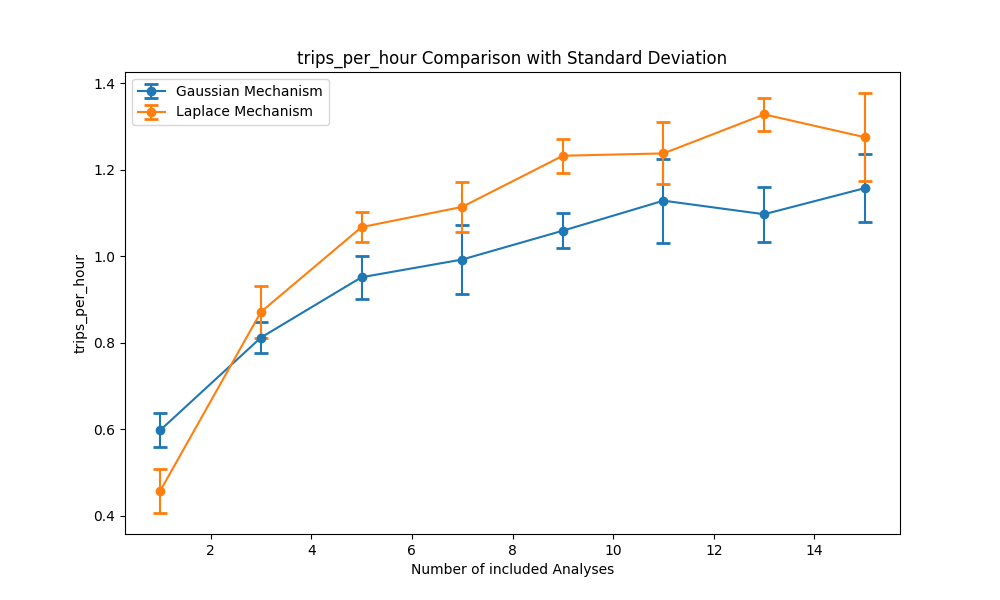 trips_per_hour Comparison with Standard Deviation
Gaussian Mechanism
Laplace Mechanism
trips_per_hour
1.4
1.2
1.0
0.8
0.6
0.4
2 4 6 8 10 12 14
Number of included Analyses